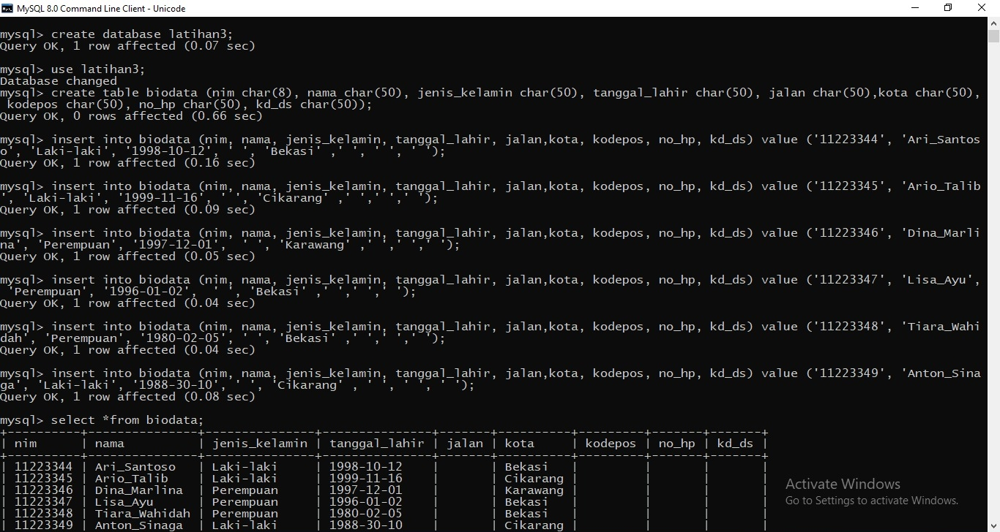 MySQL 8.0 Command Line Client - Unicode
mysql> create database latihan3;
Query OK, 1 row affected (0.07 sec)
mysql> use latihan3;
Database changed
mysql> create table biodata (nim char(8), nama char(50), jenis_kelamin char(50), tanggal_lahir char(50), jalan char(50),kota char(50),
 kodepos char(50), no_hp char(50), kd_ds char(50));
Query OK, 0 rows affected (0.66 sec)
mysql> insert into biodata (nim, nama, jenis_kelamin, tanggal_lahir, jalan,kota, kodepos, no_hp, kd_ds) value ('11223344', 'Ari_Santos
o', 'Laki-laki', '1998-10-12', ' ', 'Bekasi' ,' ', ' ', ' ');
Query OK, 1 row affected (0.16 sec)
mysql> insert into biodata (nim, nama, jenis_kelamin, tanggal_lahir, jalan,kota, kodepos, no_hp, kd_ds) value ('11223345', 'Ario_Talib
', 'Laki-laki', '1999-11-16', ' ', 'Cikarang' ,' ',' ',' ');
Query OK, 1 row affected (0.09 sec)
mysql> insert into biodata (nim, nama, jenis_kelamin, tanggal_lahir, jalan,kota, kodepos, no_hp, kd_ds) value ('11223346', 'Dina_Marli
na', 'Perempuan', '1997-12-01', ' ', 'Karawang' ,' ',' ',' ');
Query OK, 1 row affected (0.05 sec)
mysql> insert into biodata (nim, nama, jenis_kelamin, tanggal_lahir, jalan,kota, kodepos, no_hp, kd_ds) value ('11223347', 'Lisa_Ayu',
 'Perempuan', '1996-01-02', ' ', 'Bekasi' ,' ',' ',' ');
Query OK, 1 row affected (0.04 sec)
mysql> insert into biodata (nim, nama, jenis_kelamin, tanggal_lahir, jalan,kota, kodepos, no_hp, kd_ds) value ('11223348', 'Tiara_Wahi
dah', 'Perempuan', '1980-02-05', ' ', 'Bekasi' ,' ',' ',' ');
Query OK, 1 row affected (0.04 sec)
mysql> insert into biodata (nim, nama, jenis_kelamin, tanggal_lahir, jalan,kota, kodepos, no_hp, kd_ds) value ('11223349', 'Anton_Sina
ga', 'Laki-laki', '1988-30-10', ' ', 'Cikarang' , ' ', ' ', ' ');
Query OK, 1 row affected (0.08 sec)
mysql> select *from biodata;
| nim | nama | jenis_kelamin | tanggal_lahir | jalan | kota | kodepos | no_hp | kd_ds |
| 11223344 | Ari_Santoso | Laki-laki | 1998-10-12 | | Bekasi | | | |
| 11223345 | Ario_Talib | Laki-laki | 1999-11-16 | | Cikarang | | | |
| 11223346 | Dina_Marlina | Perempuan | 1997-12-01 | | Karawang | | | |
| 11223347 | Lisa_Ayu | Perempuan | 1996-01-02 | | Bekasi | | | |
| 11223348 | Tiara_Wahidah | Perempuan | 1980-02-05 | | Bekasi | | | |
| 11223349 | Anton_Sinaga | Laki-laki | 1988-30-10 | | Cikarang | | | |
Activate Windows
Go to Settings to activate Windows.